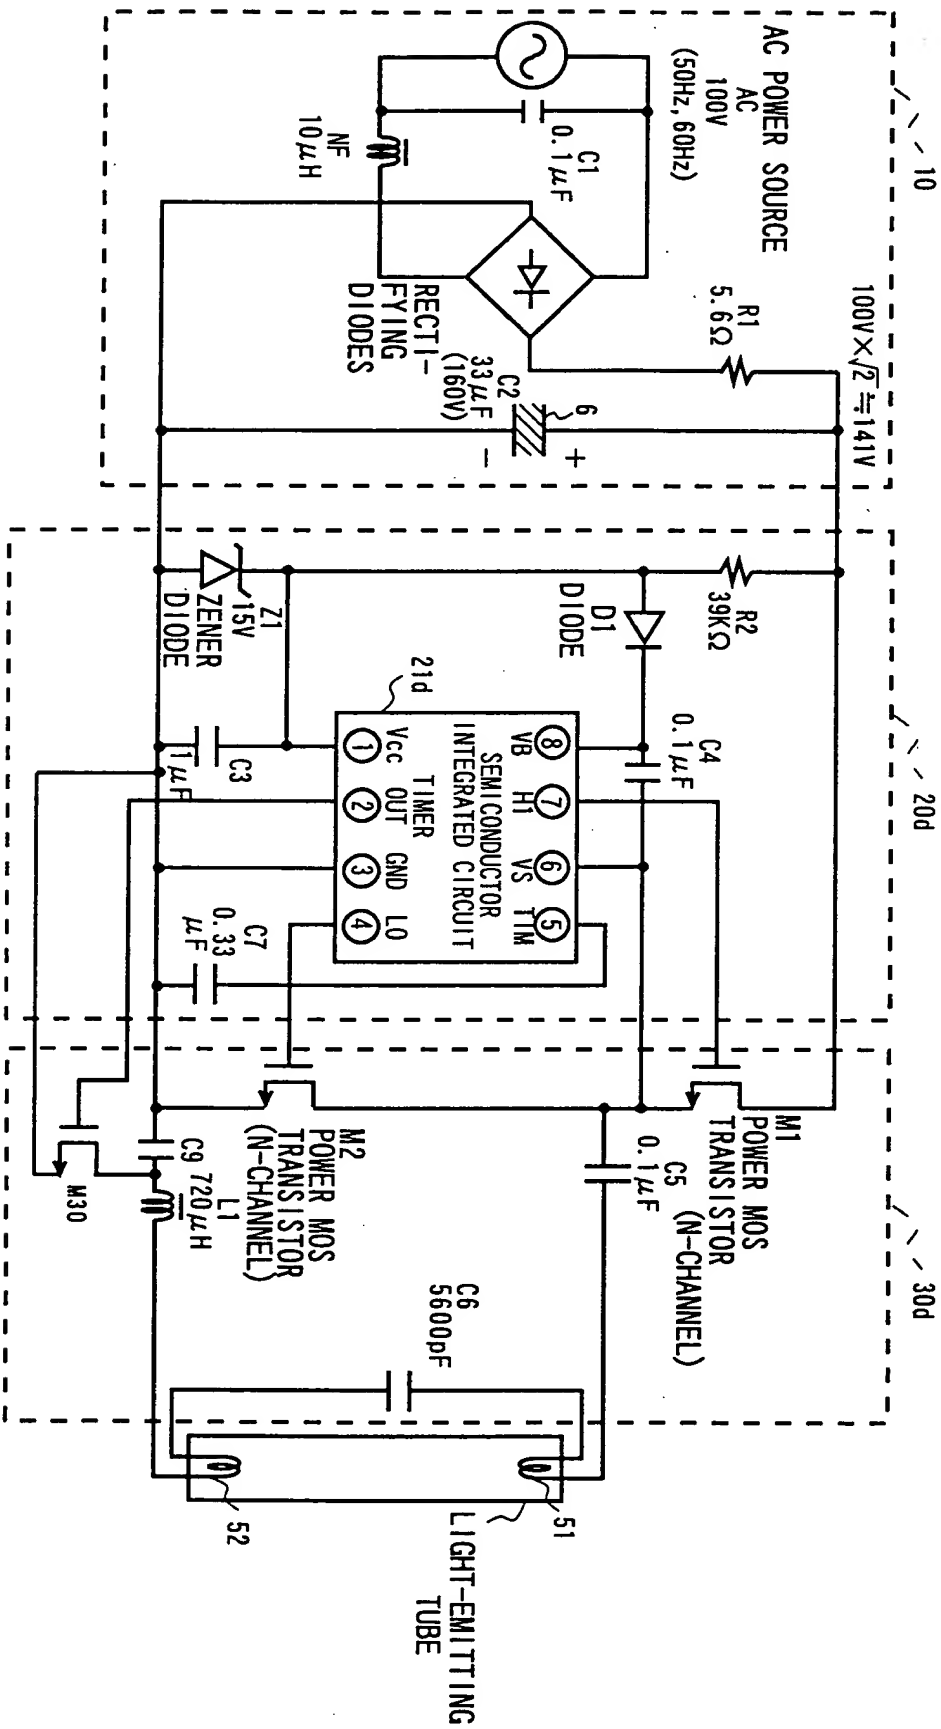 AC POWER SOURCE
AC
100V
(50Hz, 60Hz)
10
C1
0.1μF
NF
10μH
RECTI-
FYING
DIODES
R1
5.6Ω
100V×√2≒141V
C2
33μF
(160V)
6
+
−
20d
R2
39KΩ
D1
DIODE
Z1
15V
ZENER
DIODE
C4
0.1μF
21d
8 7 6 5
VB H1 VS TIM
SEMICONDUCTOR
INTEGRATED CIRCUIT
TIMER
Vcc OUT GND LO
1 2 3 4
C3
1μF
C7
0.33
μF
30d
M1
POWER MOS
TRANSISTOR
(N-CHANNEL)
C5
0.1μF
M2
POWER MOS
TRANSISTOR
(N-CHANNEL)
C9
L1
720μH
M30
C6
5600pF
51
52
LIGHT-EMITTING
TUBE